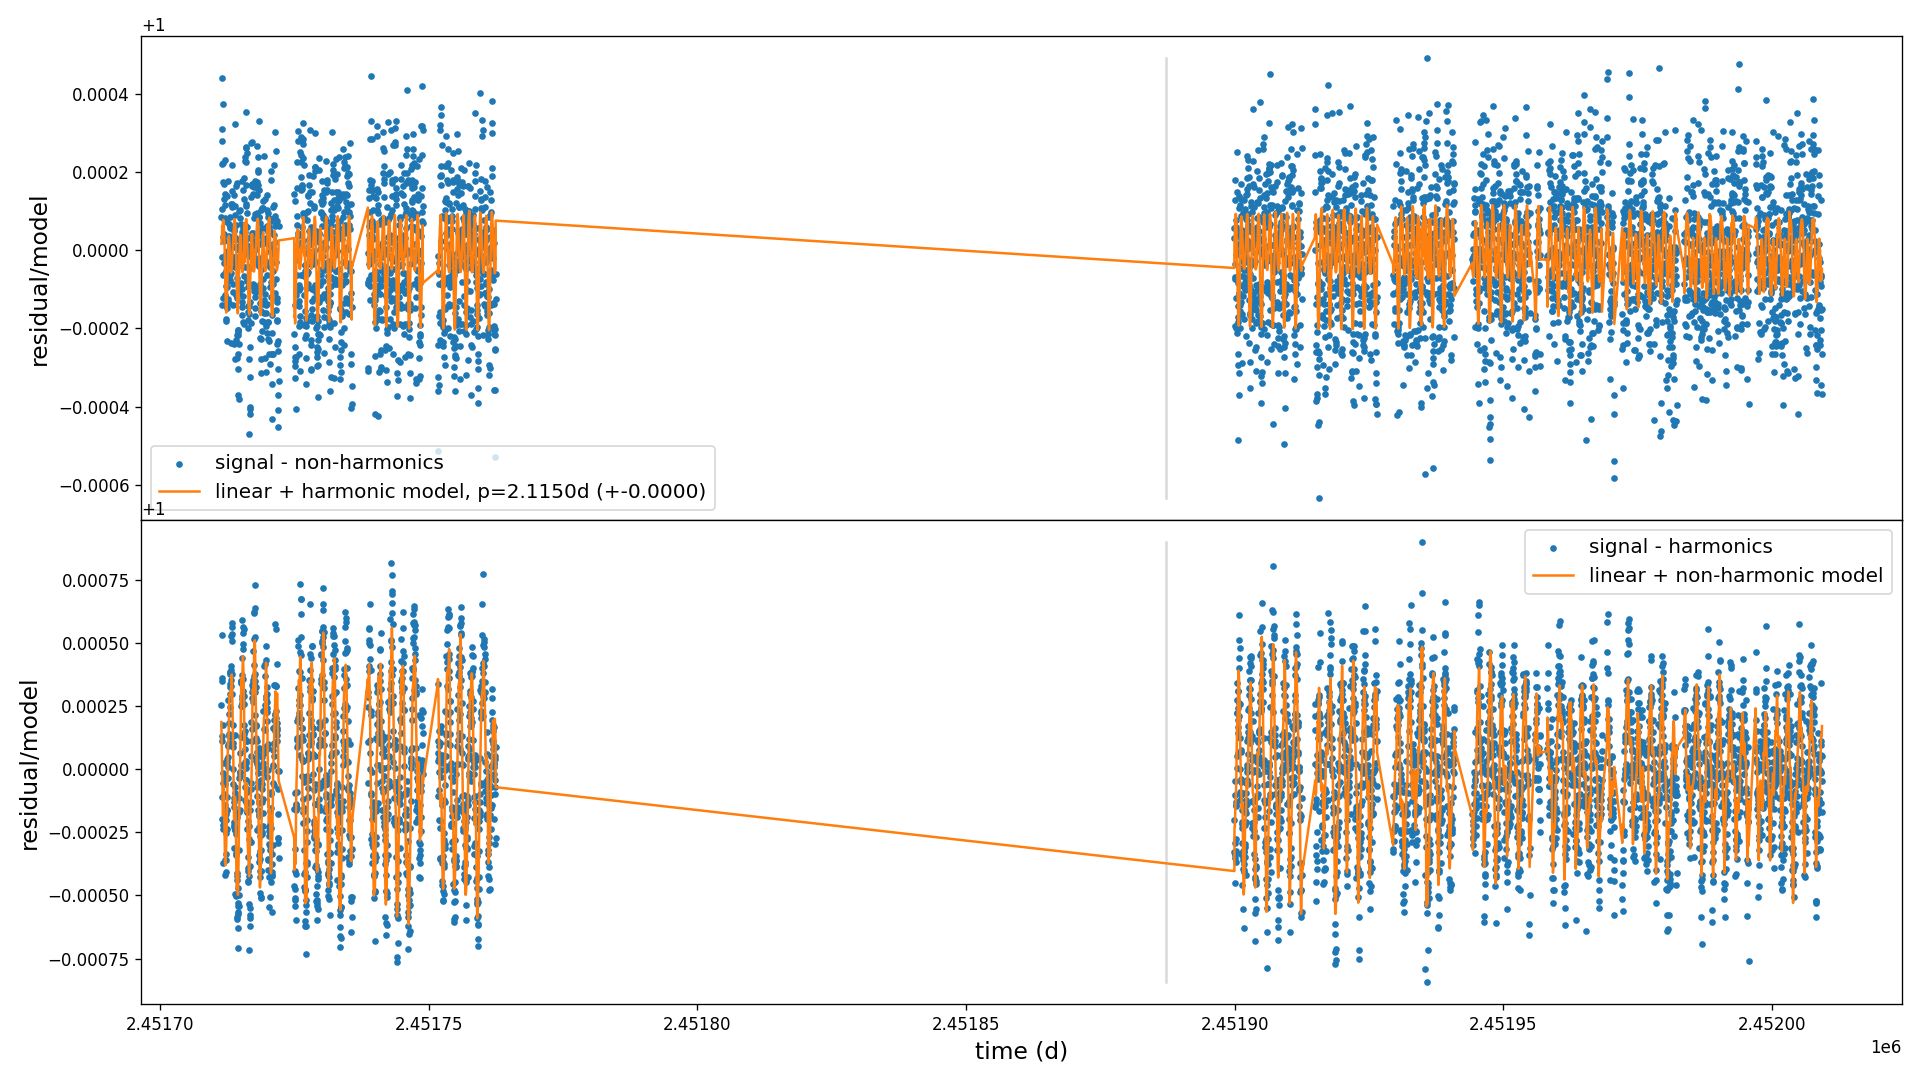 +1
residual/model
0.0004
0.0002
0.0000
−0.0002
−0.0004
−0.0006
signal - non-harmonics
linear + harmonic model, p=2.1150d (+-0.0000)
+1
residual/model
0.00075
0.00050
0.00025
0.00000
−0.00025
−0.00050
−0.00075
signal - harmonics
linear + non-harmonic model
2.45170 2.45175 2.45180 2.45185 2.45190 2.45195 2.45200
time (d)
1e6